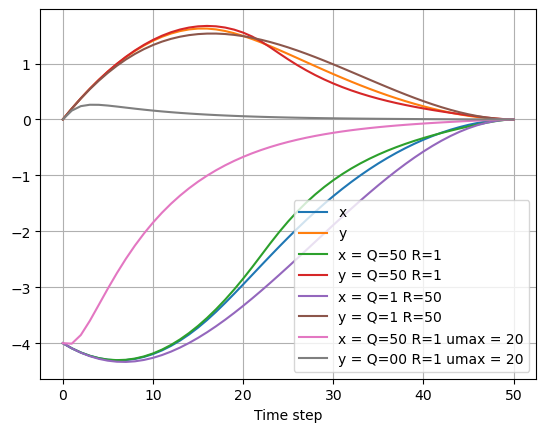 1
0
−1
−2
−3
−4
0
10
20
30
40
50
Time step
x
y
x = Q=50 R=1
y = Q=50 R=1
x = Q=1 R=50
y = Q=1 R=50
x = Q=50 R=1 umax = 20
y = Q=00 R=1 umax = 20